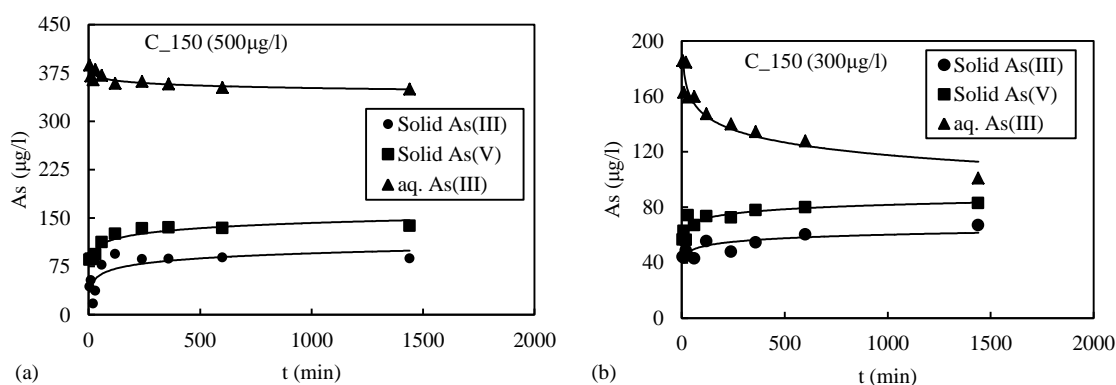 C_150 (500µg/l)
As (µg/l)
450
375
300
225
150
75
0
0
500
1000
1500
2000
t (min)
Solid As(III)
Solid As(V)
aq. As(III)
(a)
C_150 (300µg/l)
As (µg/l)
200
160
120
80
40
0
0
500
1000
1500
2000
t (min)
Solid As(III)
Solid As(V)
aq. As(III)
(b)